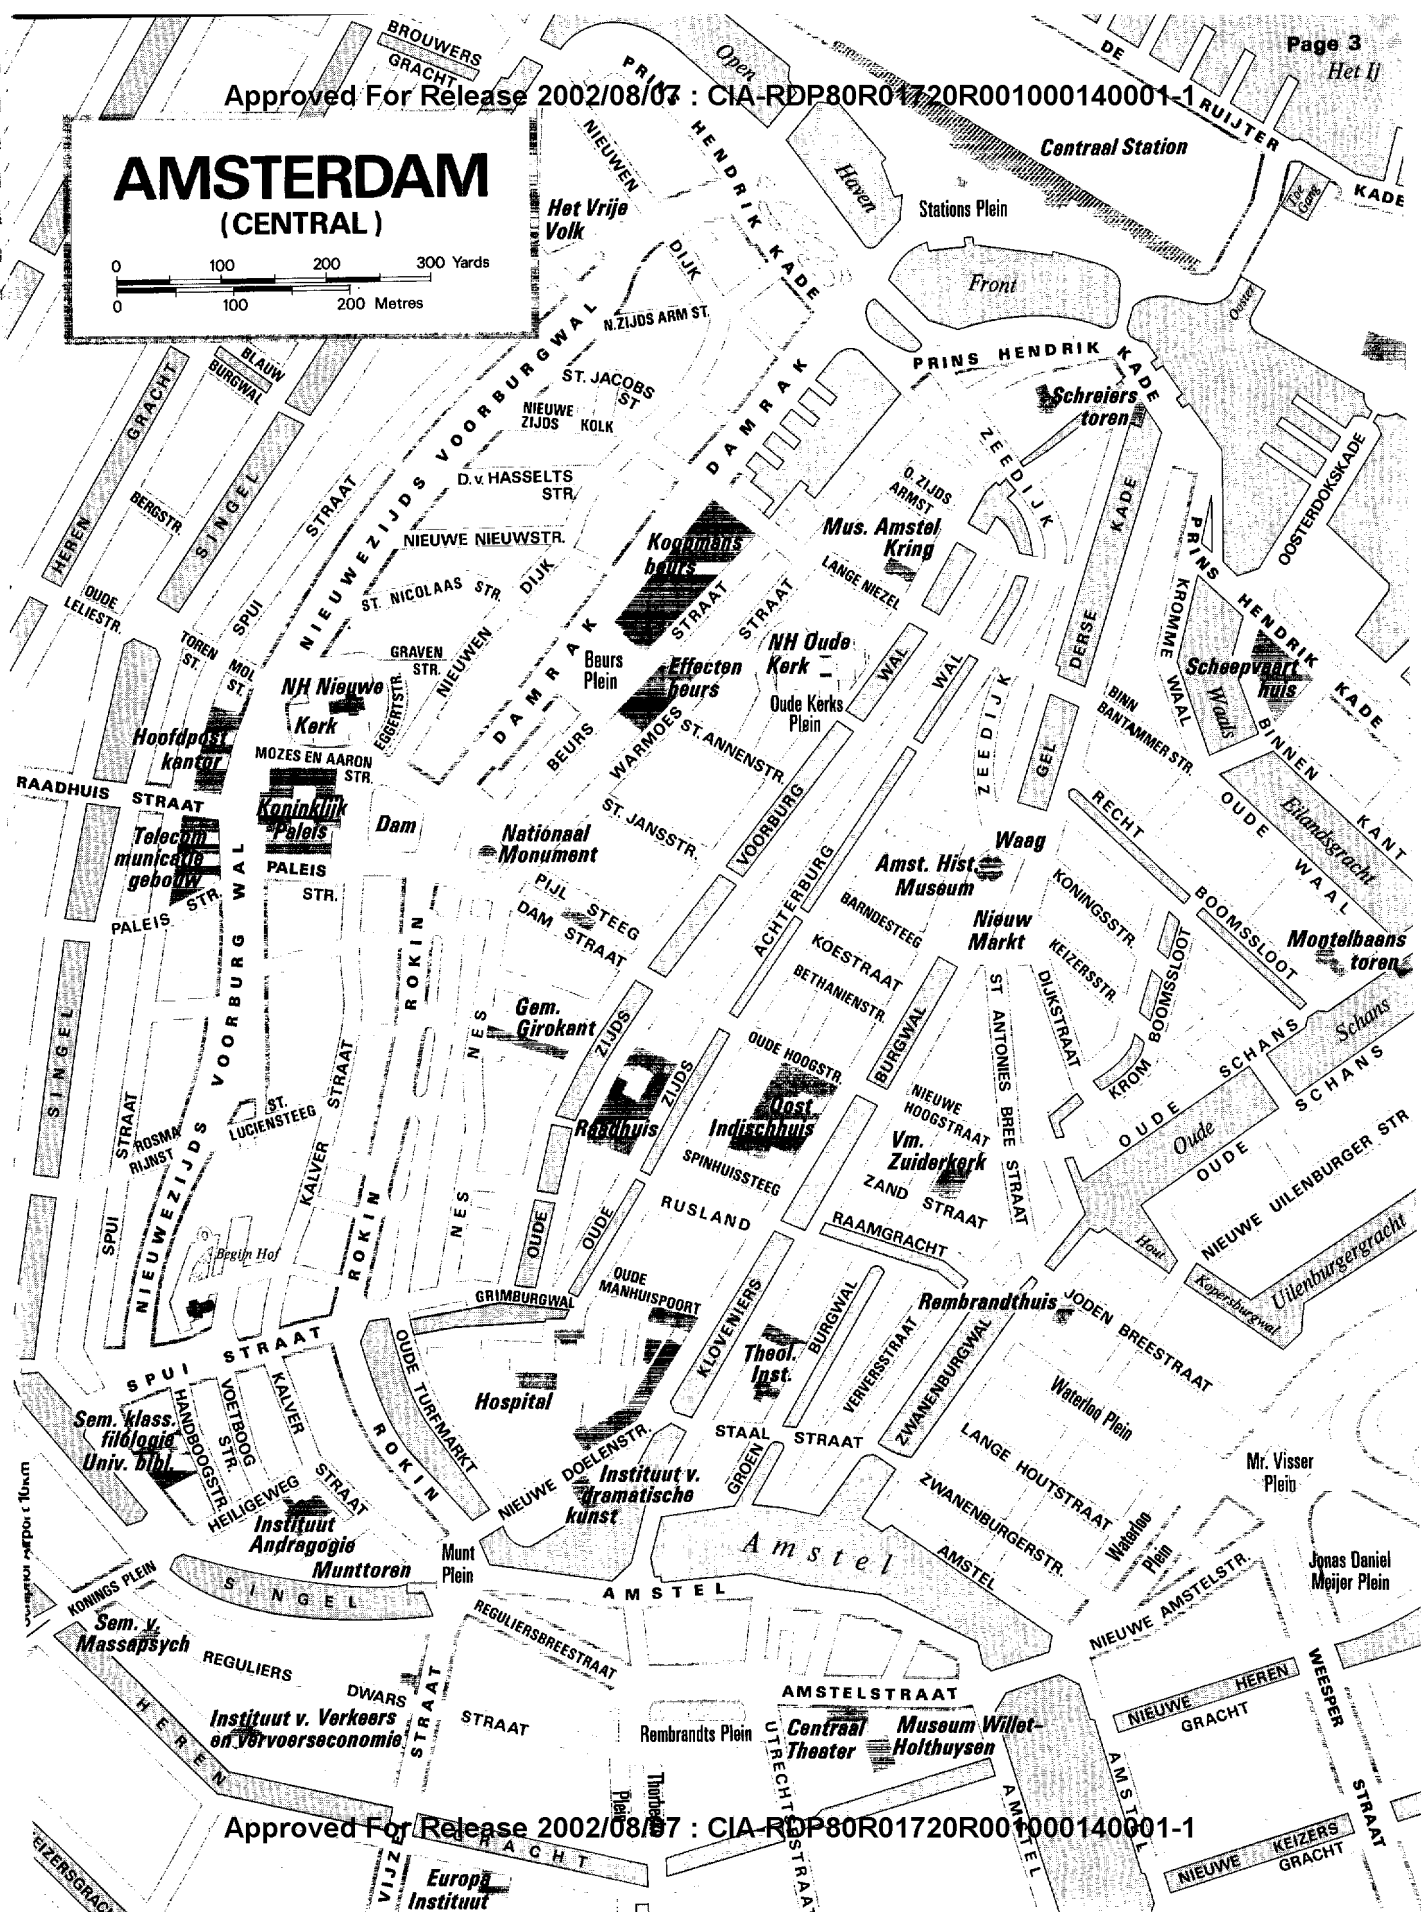 Page 3
Het Ij
BROUWERS
GRACHT
Open
PRINS HENDRIK KADE
DE RUIJTER KADE
Approved For Release 2002/08/07 : CIA-RDP80R01720R001000140001-1
AMSTERDAM
(CENTRAL)
0 100 200 300 Yards
0 100 200 Metres
NIEUWEN
DIJK
Het Vrije
Volk
Haven
Centraal Station
Stations Plein
Toe
Gang
Front
Ooster
N.ZIJDS ARM ST.
PRINS HENDRIK KADE
BLAUW
BURGWAL
HEREN GRACHT
SINGEL
BERGSTR.
ST. JACOBS
ST
NIEUWE
ZIJDS KOLK
DAMRAK
Schreiers
toren
ZEEDIJK
NIEUWEZIJDS VOORBURGWAL
D.v. HASSELTS
STR.
O. ZIJDS
ARMST
KADE
OOSTERDOKSKADE
SPUI STRAAT
NIEUWE NIEUWSTR.
Koopmans
beurs
Mus. Amstel
Kring
LANGE NIEZEL
PRINS HENDRIK KADE
OUDE
LELIESTR.
TOREN
ST.
MOL
ST.
ST. NICOLAAS STR.
NIEUWEN DIJK
GRAVEN
STR.
DAMRAK
Beurs
Plein
STRAAT
STRAAT
NH Oude
Kerk
Oude Kerks
Plein
WAL
WAL
DERSE
KROMME WAAL
Waals
Scheepvaart
huis
NH Nieuwe
Kerk
EGGERTSTR.
Effecten
beurs
BEURS
WARMOES
ST ANNENSTR.
ZEEDIJK
GEL
BINN
BANTAMMER STR.
BINNEN KANT
Hoofdpost
kantor
MOZES EN AARON
STR.
RAADHUIS STRAAT
Koninklijk
Paleis
Dam
ST. JANSSTR.
VOORBURG
RECHT BOOMSSLOOT
OUDE WAAL
Eilandsgracht
Telecom
municatie
gebouw
PALEIS STR.
PALEIS
STR.
Nationaal
Monument
PIJL STEEG
DAM STRAAT
ACHTERBURG
Waag
Amst. Hist.
Museum
BARNDESTEEG
Nieuw
Markt
KONINGSSTR.
KEIZERSSTR.
BOOMSSLOOT
Montelbaans
toren
NIEUWEZIJDS VOORBURG WAL
ROKIN
NES
KOESTRAAT
BETHANIENSTR.
SINGEL
Gem.
Girokant
ZIJDS
ZIJDS
OUDE HOOGSTR.
BURGWAL
ST ANTONIES BREE STRAAT
DIJKSTRAAT
KROM
OUDE SCHANS
Schans
Oude
OUDE SCHANS
SPUI STRAAT
ROSMA
RIJNST
ST.
LUCIENSTEEG
KALVER STRAAT
Raadhuis
Oost
Indischhuis
SPINHUISSTEEG
NIEUWE
HOOGSTRAAT
Vm.
Zuiderkerk
ZAND STRAAT
NIEUWE UILENBURGER STR
Begijn Hof
ROKIN
NES
OUDE
OUDE
RUSLAND
RAAMGRACHT
Hout
Kopersburgwal
Uilenburgergracht
GRIMBURGWAL
OUDE
MANHUISPOORT
KLOVENIERS
BURGWAL
Rembrandthuis
JODEN BREESTRAAT
SPUI STRAAT
HANDBOOGSTR.
VOETBOOG
STR.
KALVER STRAAT
OUDE TURFMARKT
Hospital
Theol.
Inst.
VERVERSSTRAAT
ZWANENBURGWAL
Waterloo Plein
Sem. klass.
filologie
Univ. bibl.
ROKIN
STAAL STRAAT
GROEN
LANGE HOUTSTRAAT
Mr. Visser
Plein
HEILIGEWEG
Instituut
Andragogie
NIEUWE DOELENSTR.
Instituut v.
dramatische
kunst
ZWANENBURGERSTR.
Waterloo
Plein
Munttoren
Munt
Plein
Amstel
AMSTEL
AMSTEL
NIEUWE AMSTELSTR.
Jonas Daniel
Meijer Plein
KONINGS PLEIN
SINGEL
Sem. v.
Massapsych
REGULIERS DWARS STRAAT
REGULIERSBREESTRAAT
Instituut v. Verkeers
en vervoerseconomie
Rembrandts Plein
AMSTELSTRAAT
Centraal
Theater
Museum Willet-
Holthuysen
UTRECHTSSTRAAT
NIEUWE HEREN
GRACHT
WEESPER STRAAT
HEREN GRACHT
VIJZEL STRAAT
Plein
AMSTEL
AMSTEL
NIEUWE KEIZERS
GRACHT
Approved For Release 2002/08/07 : CIA-RDP80R01720R001000140001-1
Europa
Instituut